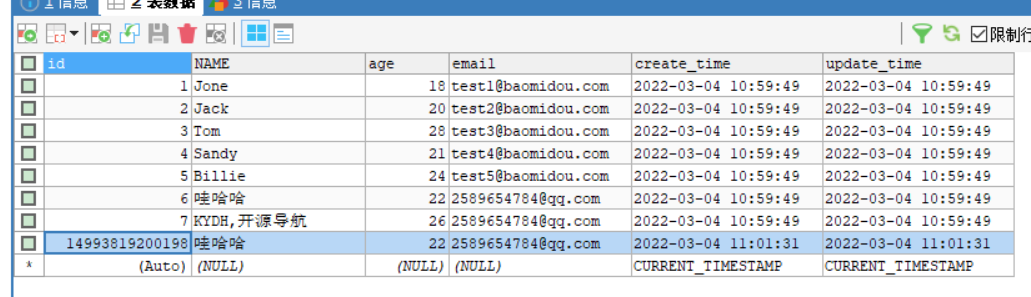 1 信息 2 表数据 3 信息
限制行
id NAME age email create_time update_time
1 Jone 18 test1@baomidou.com 2022-03-04 10:59:49 2022-03-04 10:59:49
2 Jack 20 test2@baomidou.com 2022-03-04 10:59:49 2022-03-04 10:59:49
3 Tom 28 test3@baomidou.com 2022-03-04 10:59:49 2022-03-04 10:59:49
4 Sandy 21 test4@baomidou.com 2022-03-04 10:59:49 2022-03-04 10:59:49
5 Billie 24 test5@baomidou.com 2022-03-04 10:59:49 2022-03-04 10:59:49
6 哇哈哈 22 2589654784@qq.com 2022-03-04 10:59:49 2022-03-04 10:59:49
7 KYDH,开源导航 26 2589654784@qq.com 2022-03-04 10:59:49 2022-03-04 10:59:49
14993819200198 哇哈哈 22 2589654784@qq.com 2022-03-04 11:01:31 2022-03-04 11:01:31
* (Auto) (NULL) (NULL) (NULL) CURRENT_TIMESTAMP CURRENT_TIMESTAMP